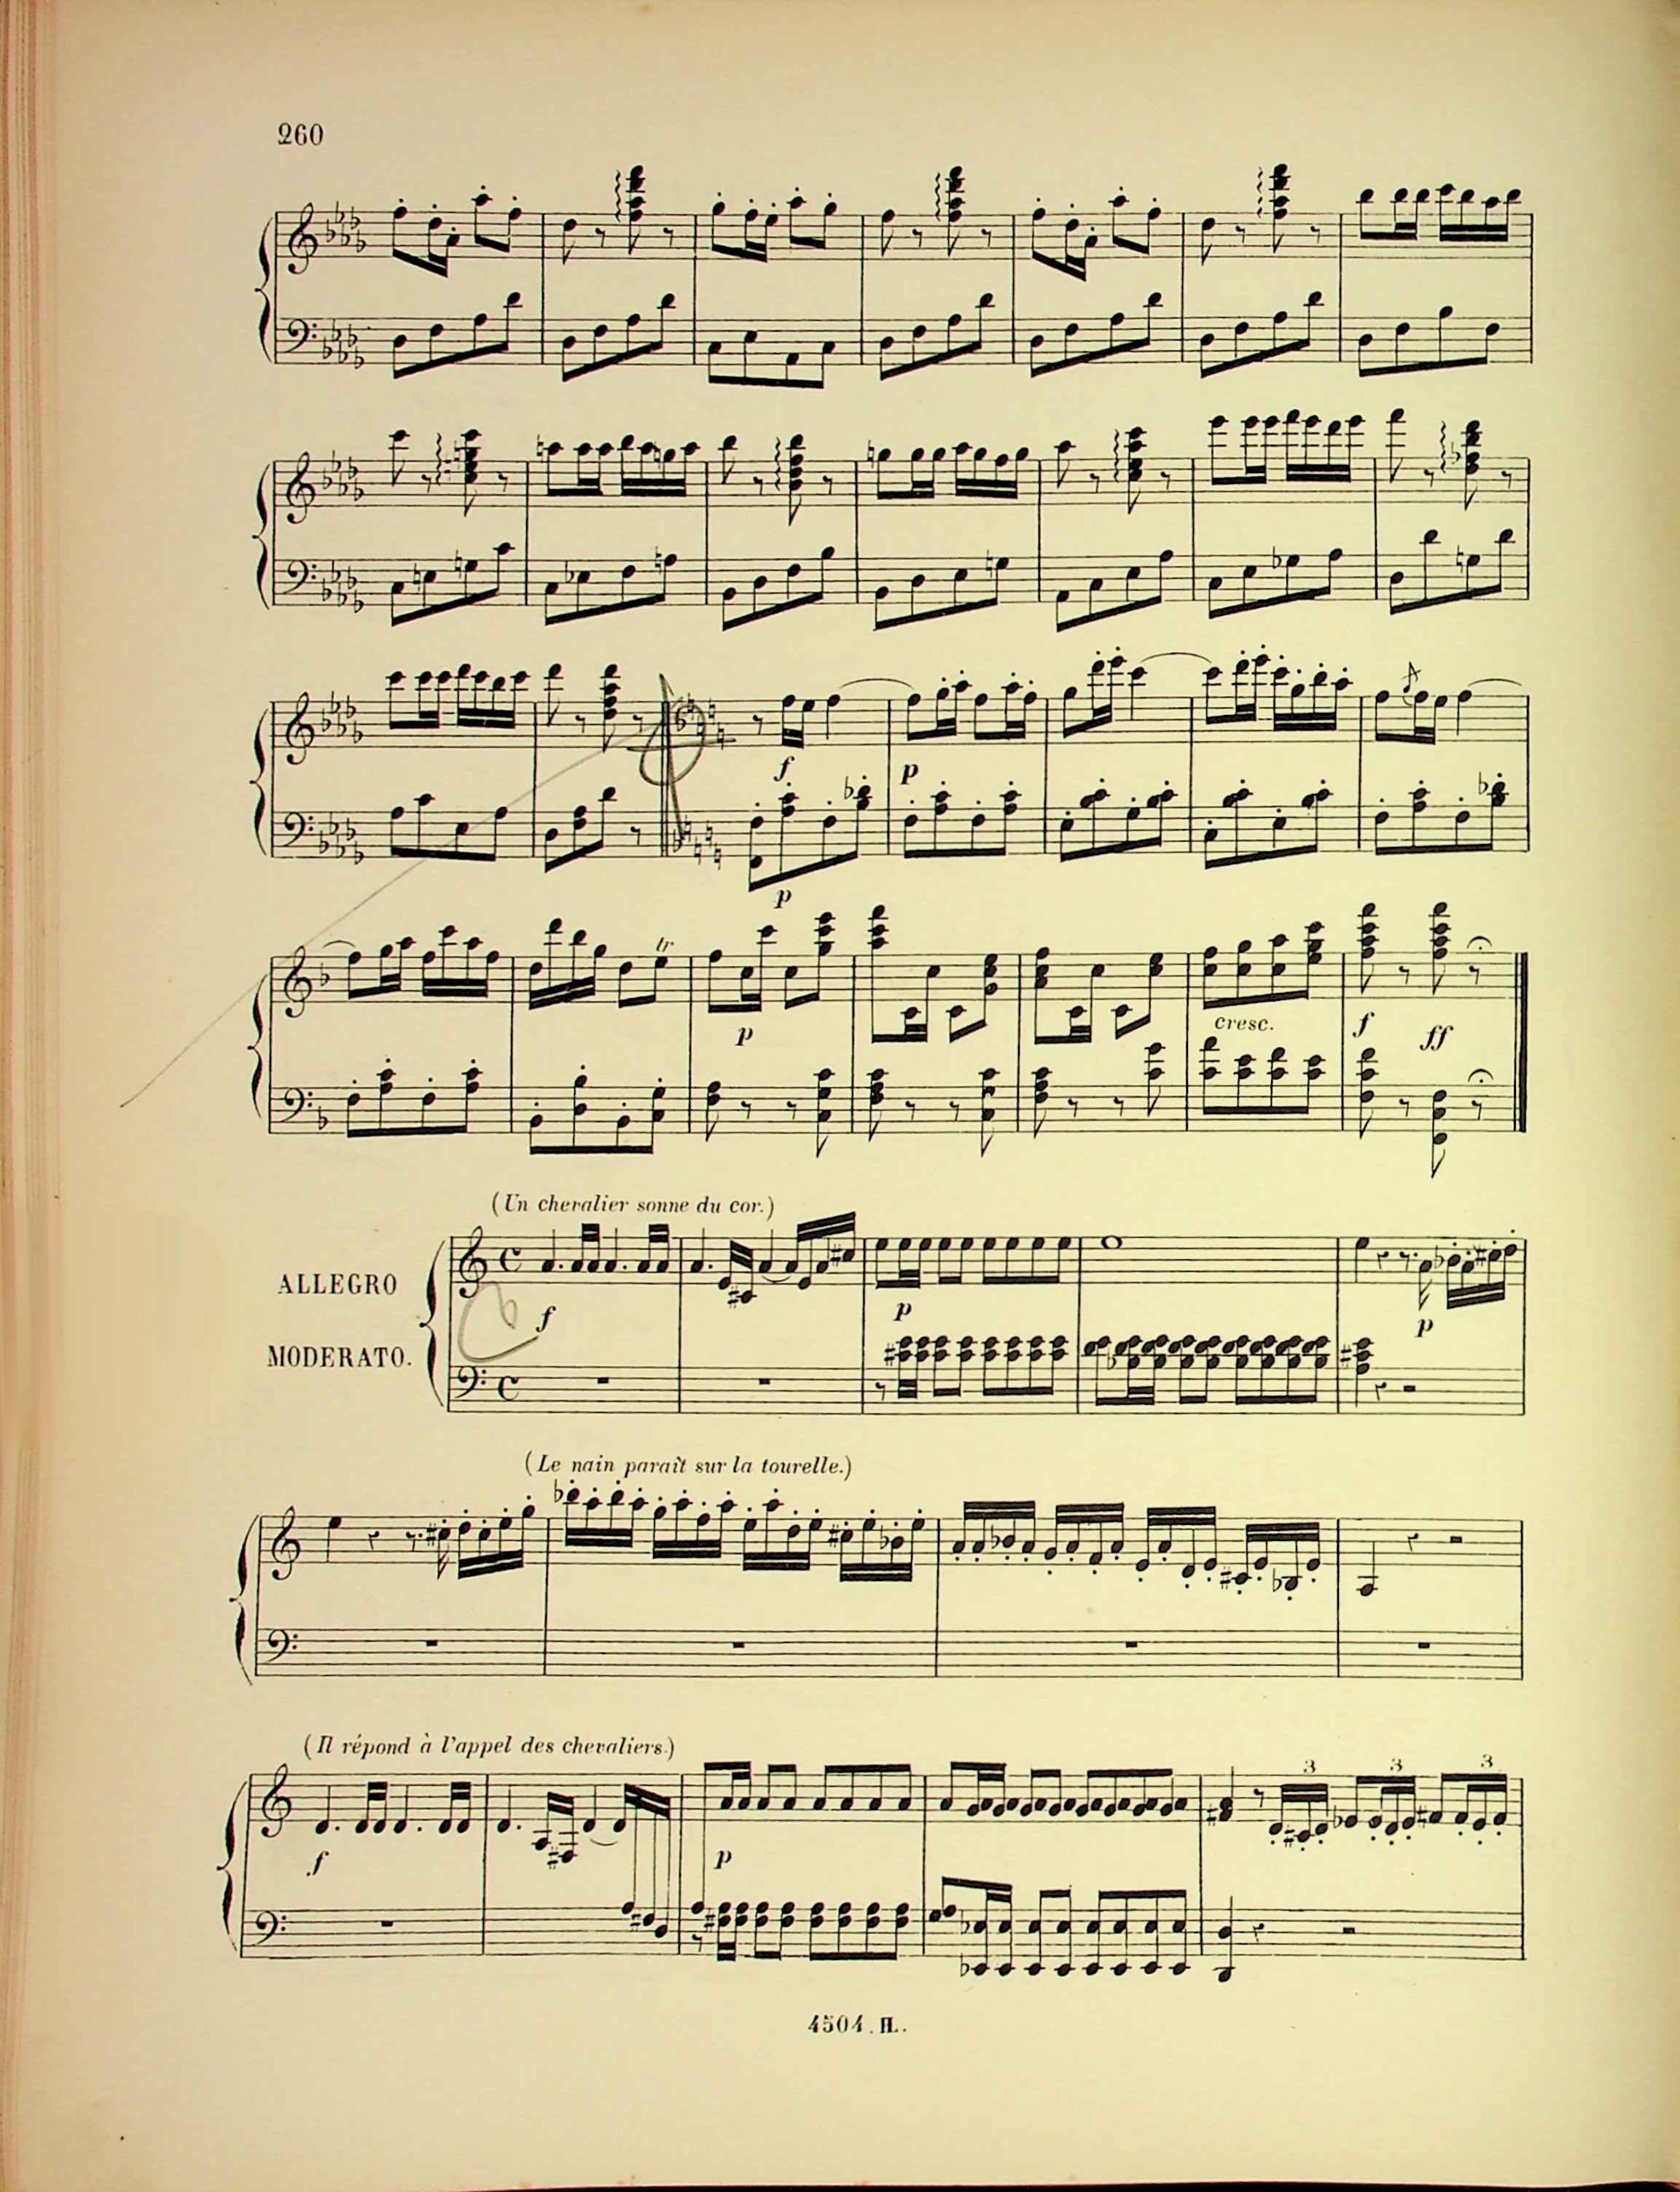 260
f
p
p
tr
p
cresc.
f
ff
(Un chevalier sonne du cor.)
ALLEGRO
MODERATO.
f
p
p
(Le nain paraît sur la tourelle.)
(Il répond à l'appel des chevaliers.)
3
3
3
f
p
4504. H.